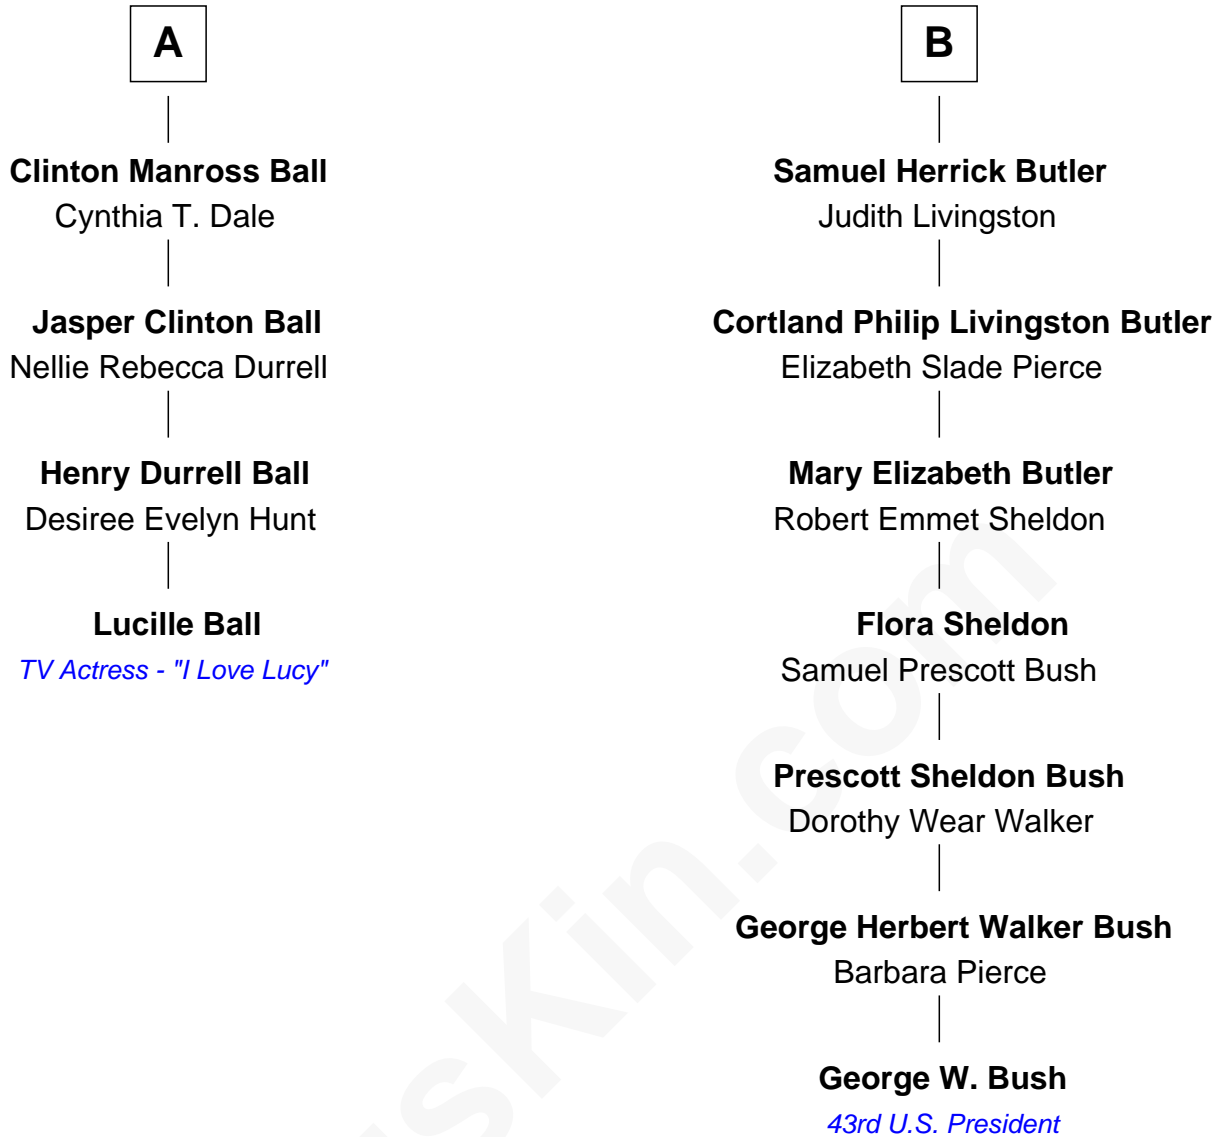 A
Clinton Manross Ball
Cynthia T. Dale
Jasper Clinton Ball
Nellie Rebecca Durrell
Henry Durrell Ball
Desiree Evelyn Hunt
Lucille Ball
TV Actress - "I Love Lucy"
B
Samuel Herrick Butler
Judith Livingston
Cortland Philip Livingston Butler
Elizabeth Slade Pierce
Mary Elizabeth Butler
Robert Emmet Sheldon
Flora Sheldon
Samuel Prescott Bush
Prescott Sheldon Bush
Dorothy Wear Walker
George Herbert Walker Bush
Barbara Pierce
George W. Bush
43rd U.S. President
sKin.com